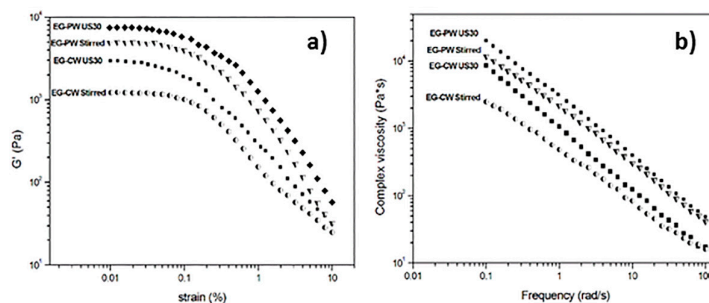 a)
G' (Pa)
10^4
10^3
10^2
10^1
EG-PW US30
EG-PW Stirred
EG-CW US30
EG-CW Stirred
0.01 0.1 1 10
strain (%)
b)
Complex viscosity (Pa*s)
10^4
10^3
10^2
10^1
EG-PW US30
EG-PW Stirred
EG-CW US30
EG-CW Stirred
0.01 0.1 1 10 100
Frequency (rad/s)